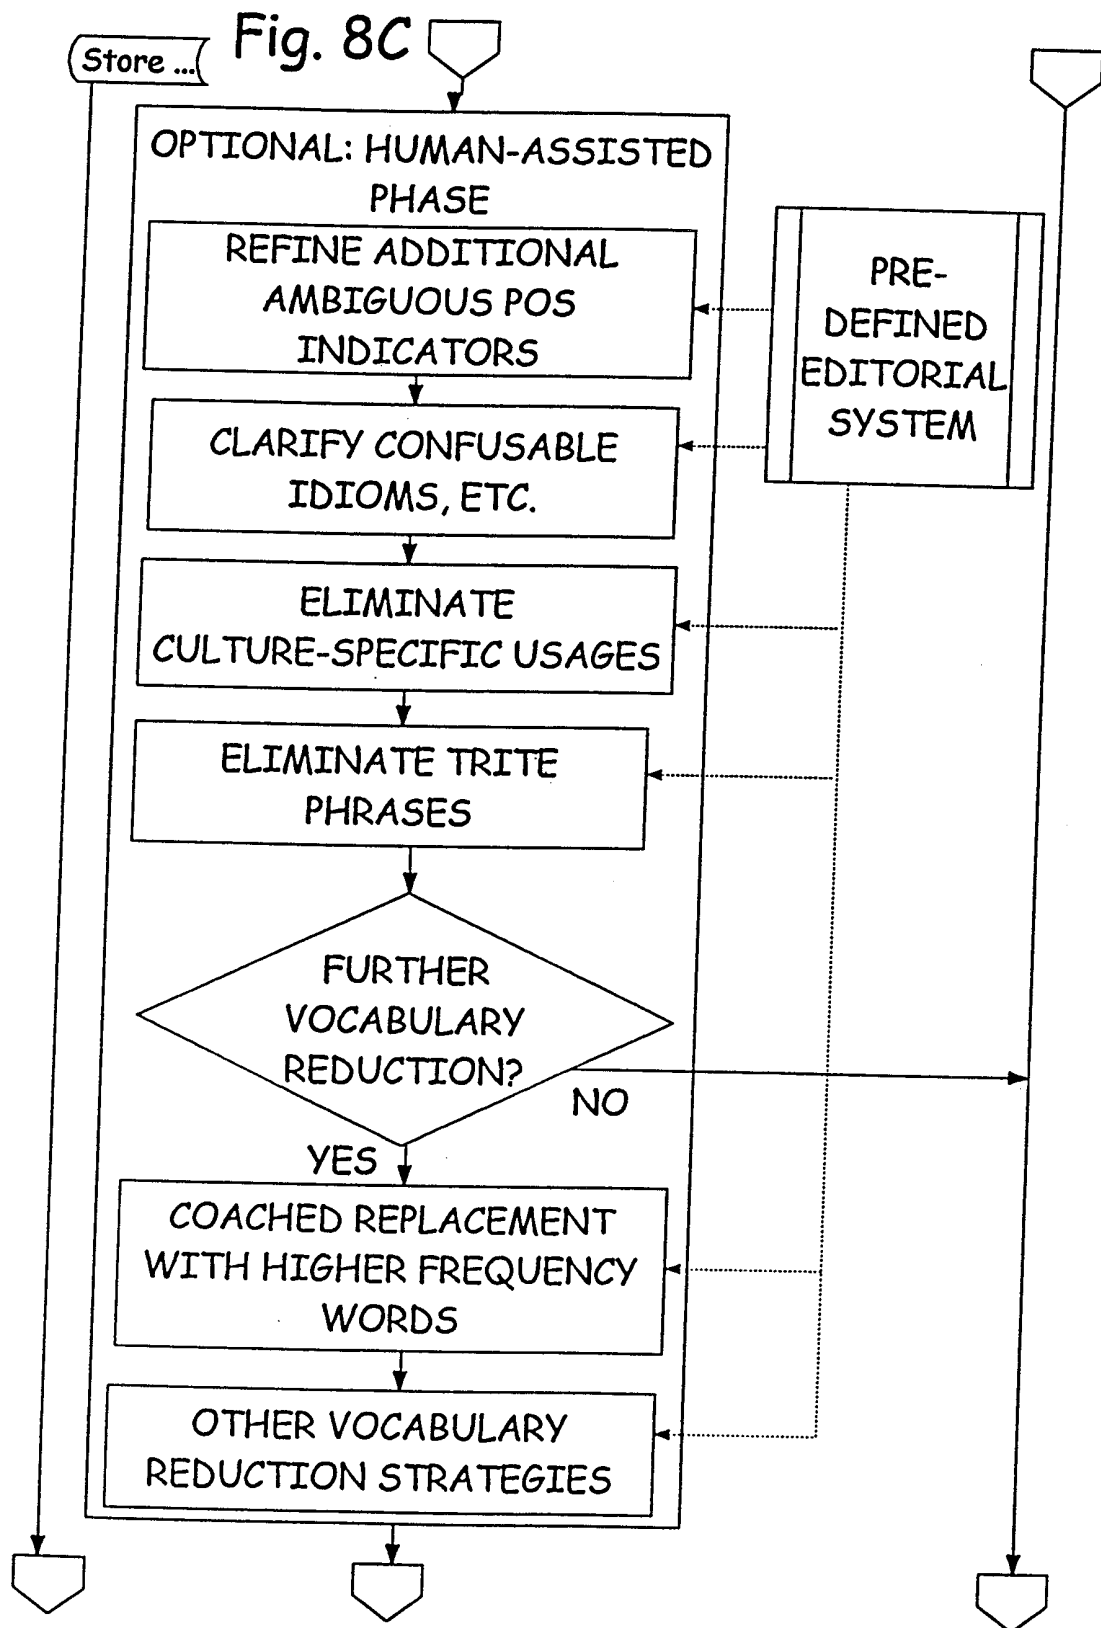 Fig. 8C
Store ...
OPTIONAL: HUMAN-ASSISTED
PHASE
REFINE ADDITIONAL
AMBIGUOUS POS
INDICATORS
PRE-
DEFINED
EDITORIAL
SYSTEM
CLARIFY CONFUSABLE
IDIOMS, ETC.
ELIMINATE
CULTURE-SPECIFIC USAGES
ELIMINATE TRITE
PHRASES
FURTHER
VOCABULARY
REDUCTION?
NO
YES
COACHED REPLACEMENT
WITH HIGHER FREQUENCY
WORDS
OTHER VOCABULARY
REDUCTION STRATEGIES